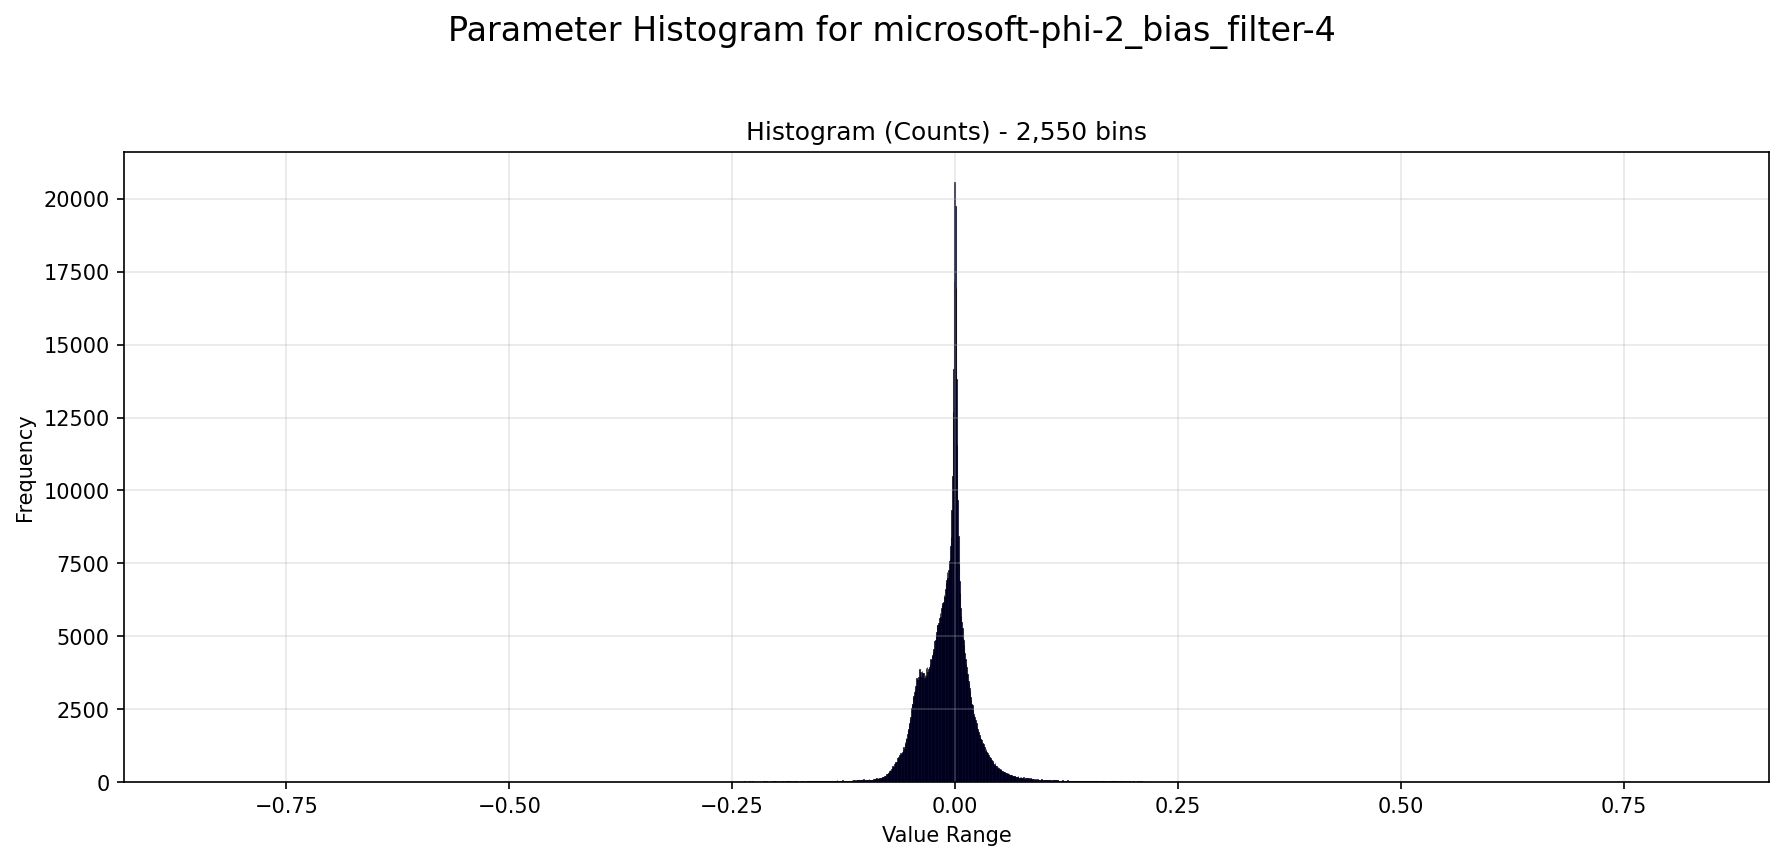 Parameter Histogram for microsoft-phi-2_bias_filter-4
Histogram (Counts) - 2,550 bins
20000
17500
15000
12500
10000
7500
5000
2500
0
Frequency
−0.75 −0.50 −0.25 0.00 0.25 0.50 0.75
Value Range